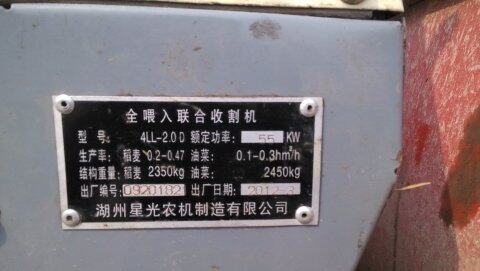 全喂入联合收割机
型 号: 4LL-2.0D 额定功率: 55 KW
生产率: 稻麦 0.2-0.47 油菜: 0.1-0.3hm²/h
结构重量: 稻麦 2350kg 油菜: 2450kg
出厂编号: 0920182 出厂日期: 2012-3
湖州星光农机制造有限公司